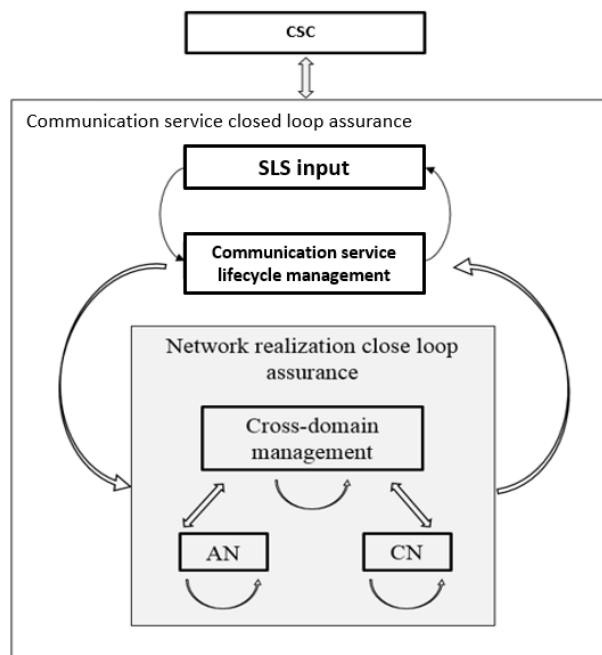 CSC
Communication service closed loop assurance
SLS input
Communication service
lifecycle management
Network realization close loop
assurance
Cross-domain
management
AN
CN